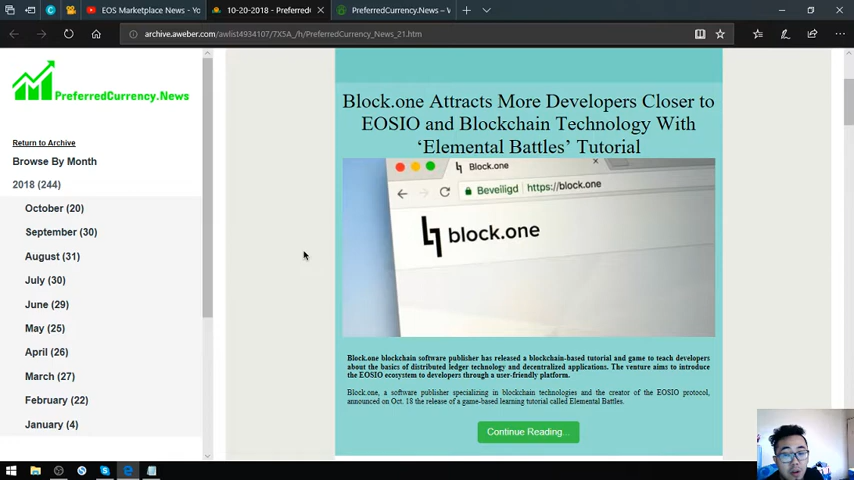 EOS Marketplace News - Yo
10-20-2018 - Preferred
PreferredCurrency.News – V
archive.aweber.com/awlist4934107/7X5A_/h/PreferredCurrency_News_21.htm
PreferredCurrency.News
Return to Archive
Browse By Month
2018 (244)
October (20)
September (30)
August (31)
July (30)
June (29)
May (25)
April (26)
March (27)
February (22)
January (4)
Block.one Attracts More Developers Closer to
EOSIO and Blockchain Technology With
‘Elemental Battles’ Tutorial
Block.one
Beveiligd https://block.one
block.one
Block.one blockchain software publisher has released a blockchain-based tutorial and game to teach developers
about the basics of distributed ledger technology and decentralized applications. The venture aims to introduce
the EOSIO ecosystem to developers through a user-friendly platform.
Block.one, a software publisher specializing in blockchain technologies and the creator of the EOSIO protocol,
announced on Oct. 18 the release of a game-based learning tutorial called Elemental Battles.
Continue Reading...